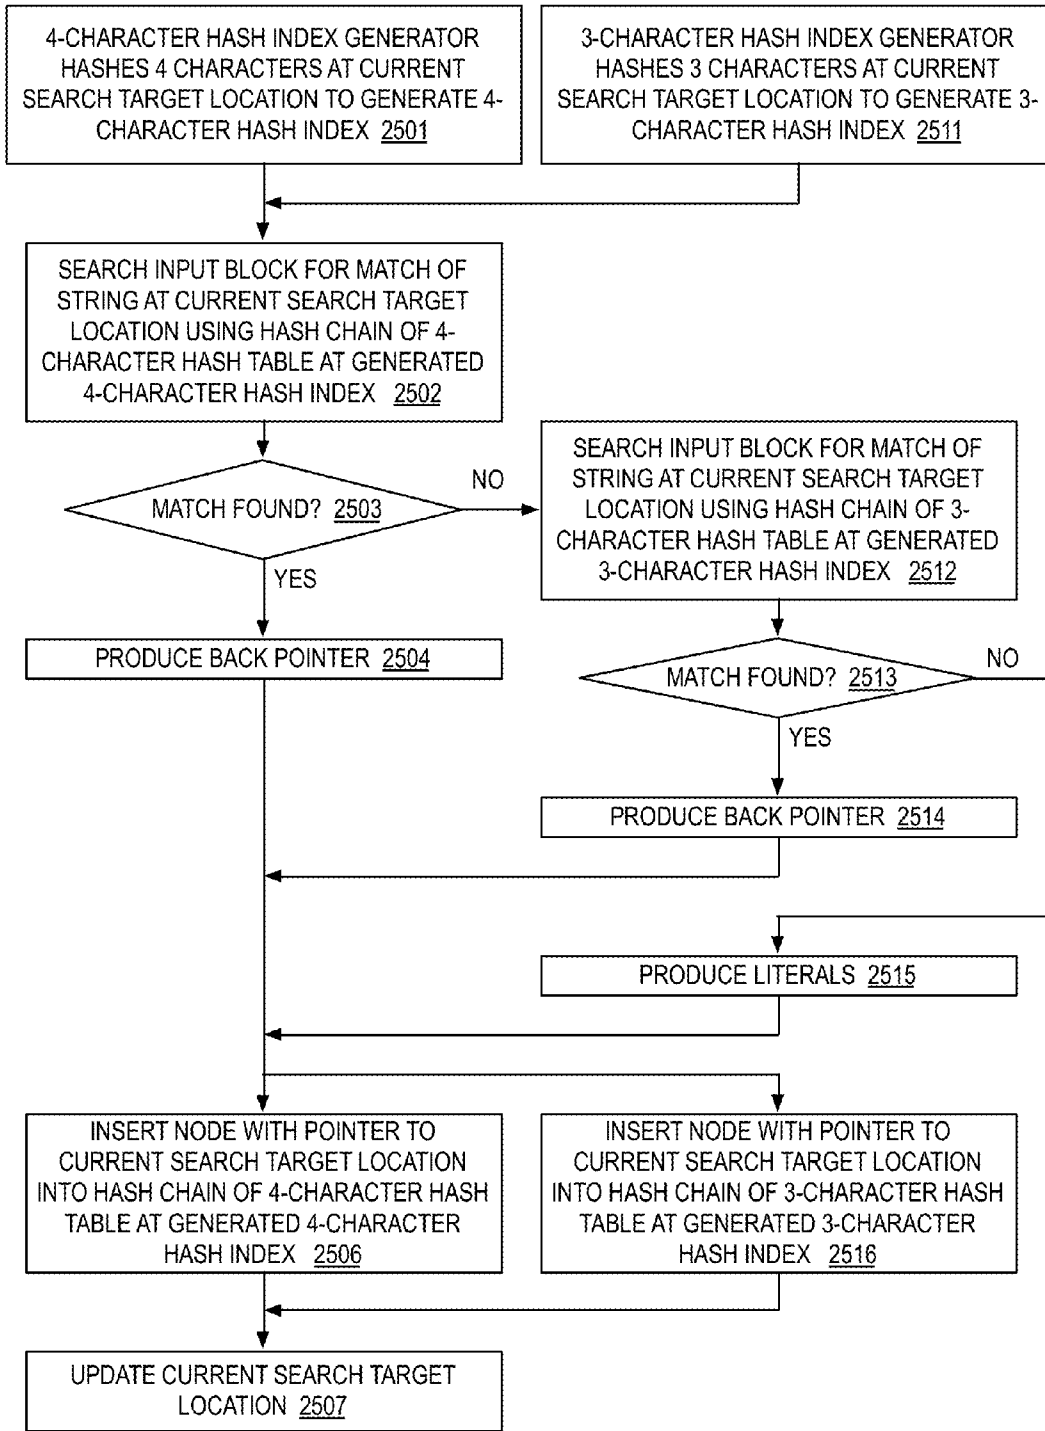 4-CHARACTER HASH INDEX GENERATOR
HASHES 4 CHARACTERS AT CURRENT
SEARCH TARGET LOCATION TO GENERATE 4-
CHARACTER HASH INDEX 2501
3-CHARACTER HASH INDEX GENERATOR
HASHES 3 CHARACTERS AT CURRENT
SEARCH TARGET LOCATION TO GENERATE 3-
CHARACTER HASH INDEX 2511
SEARCH INPUT BLOCK FOR MATCH OF
STRING AT CURRENT SEARCH TARGET
LOCATION USING HASH CHAIN OF 4-
CHARACTER HASH TABLE AT GENERATED
4-CHARACTER HASH INDEX 2502
MATCH FOUND? 2503
NO
YES
SEARCH INPUT BLOCK FOR MATCH OF
STRING AT CURRENT SEARCH TARGET
LOCATION USING HASH CHAIN OF 3-
CHARACTER HASH TABLE AT GENERATED
3-CHARACTER HASH INDEX 2512
PRODUCE BACK POINTER 2504
MATCH FOUND? 2513
NO
YES
PRODUCE BACK POINTER 2514
PRODUCE LITERALS 2515
INSERT NODE WITH POINTER TO
CURRENT SEARCH TARGET LOCATION
INTO HASH CHAIN OF 4-CHARACTER HASH
TABLE AT GENERATED 4-CHARACTER
HASH INDEX 2506
INSERT NODE WITH POINTER TO
CURRENT SEARCH TARGET LOCATION
INTO HASH CHAIN OF 3-CHARACTER HASH
TABLE AT GENERATED 3-CHARACTER
HASH INDEX 2516
UPDATE CURRENT SEARCH TARGET
LOCATION 2507